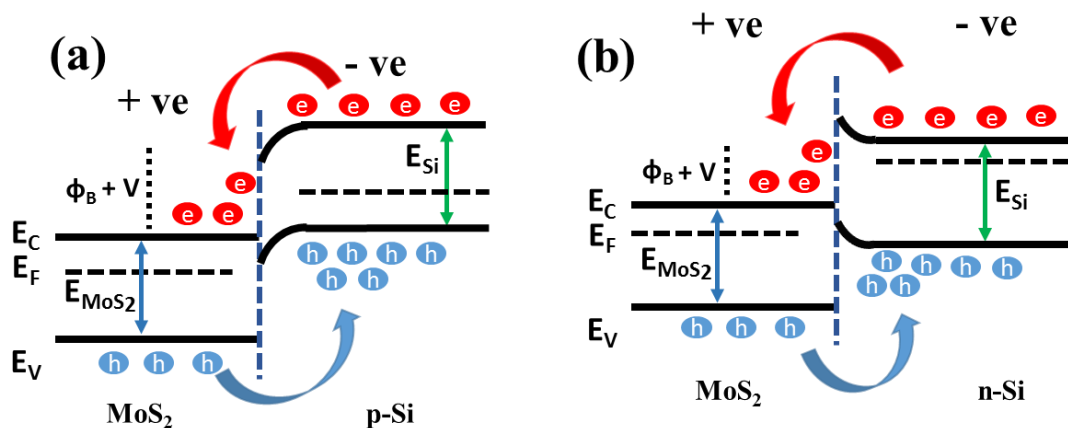 (a)
- ve
+ ve
e e e e
E_Si
e
ϕ_B + V
e e
E_C
E_F
E_MoS2
h h h h
h h
E_V
h h h
MoS₂
p-Si
(b)
+ ve
- ve
e e e e
e
ϕ_B + V
e e
E_Si
E_C
E_F
E_MoS2
h h h h
h h
E_V
h h h
MoS₂
n-Si